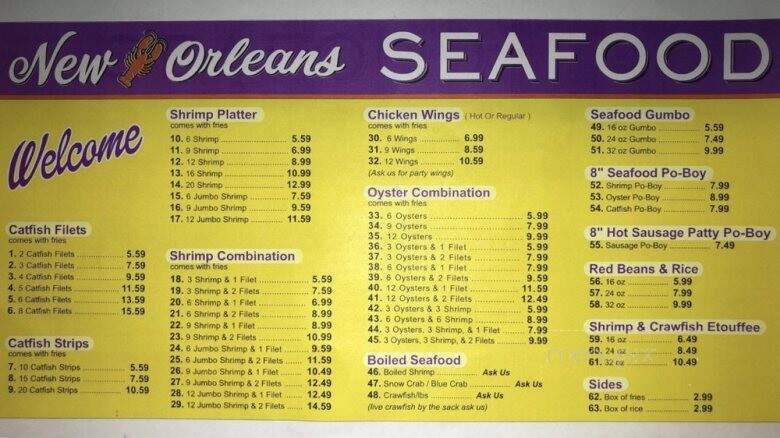 New Orleans SEAFOOD
Welcome
Catfish Filets
comes with fries
1. 2 Catfish Filets 5.59
2. 3 Catfish Filets 7.59
3. 4 Catfish Filets 9.59
4. 5 Catfish Filets 11.59
5. 6 Catfish Filets 13.59
6. 8 Catfish Filets 15.59
Catfish Strips
comes with fries
7. 10 Catfish Strips 5.59
8. 15 Catfish Strips 7.59
9. 20 Catfish Strips 10.59
Shrimp Platter
comes with fries
10. 6 Shrimp 5.59
11. 9 Shrimp 6.99
12. 12 Shrimp 8.99
13. 16 Shrimp 10.99
14. 20 Shrimp 12.99
15. 6 Jumbo Shrimp 7.59
16. 9 Jumbo Shrimp 9.59
17. 12 Jumbo Shrimp 11.59
Shrimp Combination
comes with fries
18. 3 Shrimp & 1 Filet 5.59
19. 3 Shrimp & 2 Filets 7.59
20. 6 Shrimp & 1 Filet 6.99
21. 6 Shrimp & 2 Filets 8.99
22. 9 Shrimp & 1 Filet 8.99
23. 9 Shrimp & 2 Filets 10.99
24. 6 Jumbo Shrimp & 1 Filet 9.59
25. 6 Jumbo Shrimp & 2 Filets 11.59
26. 9 Jumbo Shrimp & 1 Filet 10.49
27. 9 Jumbo Shrimp & 2 Filets 12.49
28. 12 Jumbo Shrimp & 1 Filet 12.49
29. 12 Jumbo Shrimp & 2 Filets 14.59
Chicken Wings ( Hot Or Regular )
comes with fries
30. 6 Wings 6.99
31. 9 Wings 8.59
32. 12 Wings 10.59
(Ask us for party wings)
Oyster Combination
comes with fries
33. 6 Oysters 5.99
34. 9 Oysters 7.99
35. 12 Oysters 9.99
36. 3 Oysters & 1 Filet 5.99
37. 3 Oysters & 2 Filets 7.99
38. 6 Oysters & 1 Filet 7.99
39. 6 Oysters & 2 Filets 9.59
40. 12 Oysters & 1 Filet 11.59
41. 12 Oysters & 2 Filets 12.49
42. 3 Oysters & 3 Shrimp 5.99
43. 6 Oysters & 6 Shrimp 8.99
44. 3 Oysters, 3 Shrimp, & 1 Filet 7.99
45. 3 Oysters, 3 Shrimp, & 2 Filets 9.99
Boiled Seafood
46. Boiled Shrimp Ask Us
47. Snow Crab / Blue Crab Ask Us
48. Crawfish/lbs Ask Us
(live crawfish by the sack ask us)
Seafood Gumbo
49. 16 oz Gumbo 5.59
50. 24 oz Gumbo 7.49
51. 32 oz Gumbo 9.99
8" Seafood Po-Boy
52. Shrimp Po-Boy 7.99
53. Oyster Po-Boy 8.99
54. Catfish Po-Boy 7.99
8" Hot Sausage Patty Po-Boy
55. Sausage Po-Boy 7.49
Red Beans & Rice
56. 16 oz 5.99
57. 24 oz 7.99
58. 32 oz 9.99
Shrimp & Crawfish Etouffee
59. 16 oz 6.49
60. 24 oz 8.49
61. 32 oz 10.49
Sides
62. Box of fries 2.99
63. Box of rice 2.99